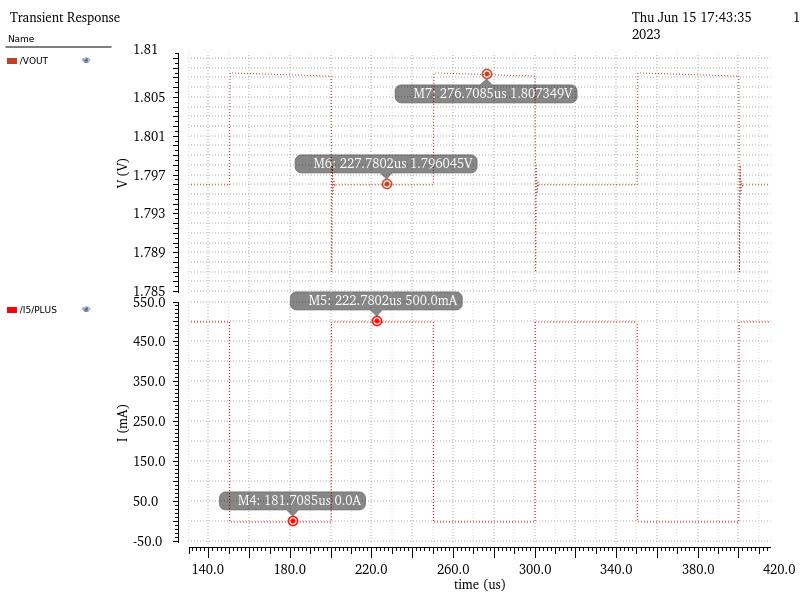 Transient Response
Thu Jun 15 17:43:35 1
2023
Name
/VOUT
1.81
1.805
1.801
1.797
1.793
1.789
1.785
V (V)
M7: 276.7085us 1.807349V
M6: 227.7802us 1.796045V
/I5/PLUS
550.0
450.0
350.0
250.0
150.0
50.0
-50.0
I (mA)
M5: 222.7802us 500.0mA
M4: 181.7085us 0.0A
140.0 180.0 220.0 260.0 300.0 340.0 380.0 420.0
time (us)